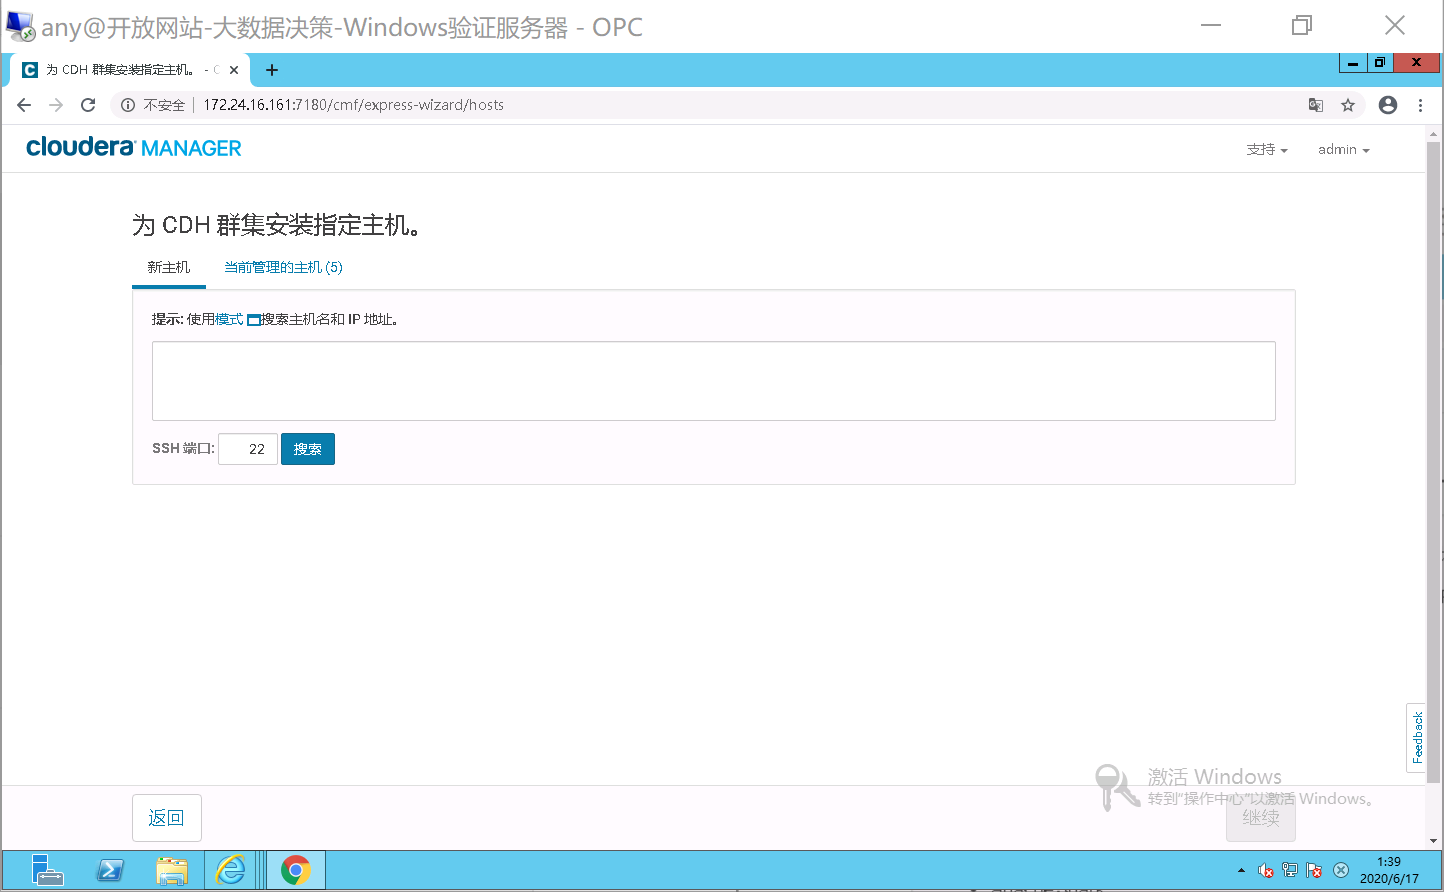 any@开放网站-大数据决策-Windows验证服务器 - OPC
为 CDH 群集安装指定主机。 - C
不安全 172.24.16.161:7180/cmf/express-wizard/hosts
cloudera MANAGER
支持
admin
为 CDH 群集安装指定主机。
新主机
当前管理的主机 (5)
提示: 使用模式 搜索主机名和 IP 地址。
SSH 端口: 22 搜索
Feedback
激活 Windows
转到“操作中心”以激活 Windows。
返回
继续
1:39
2020/6/17